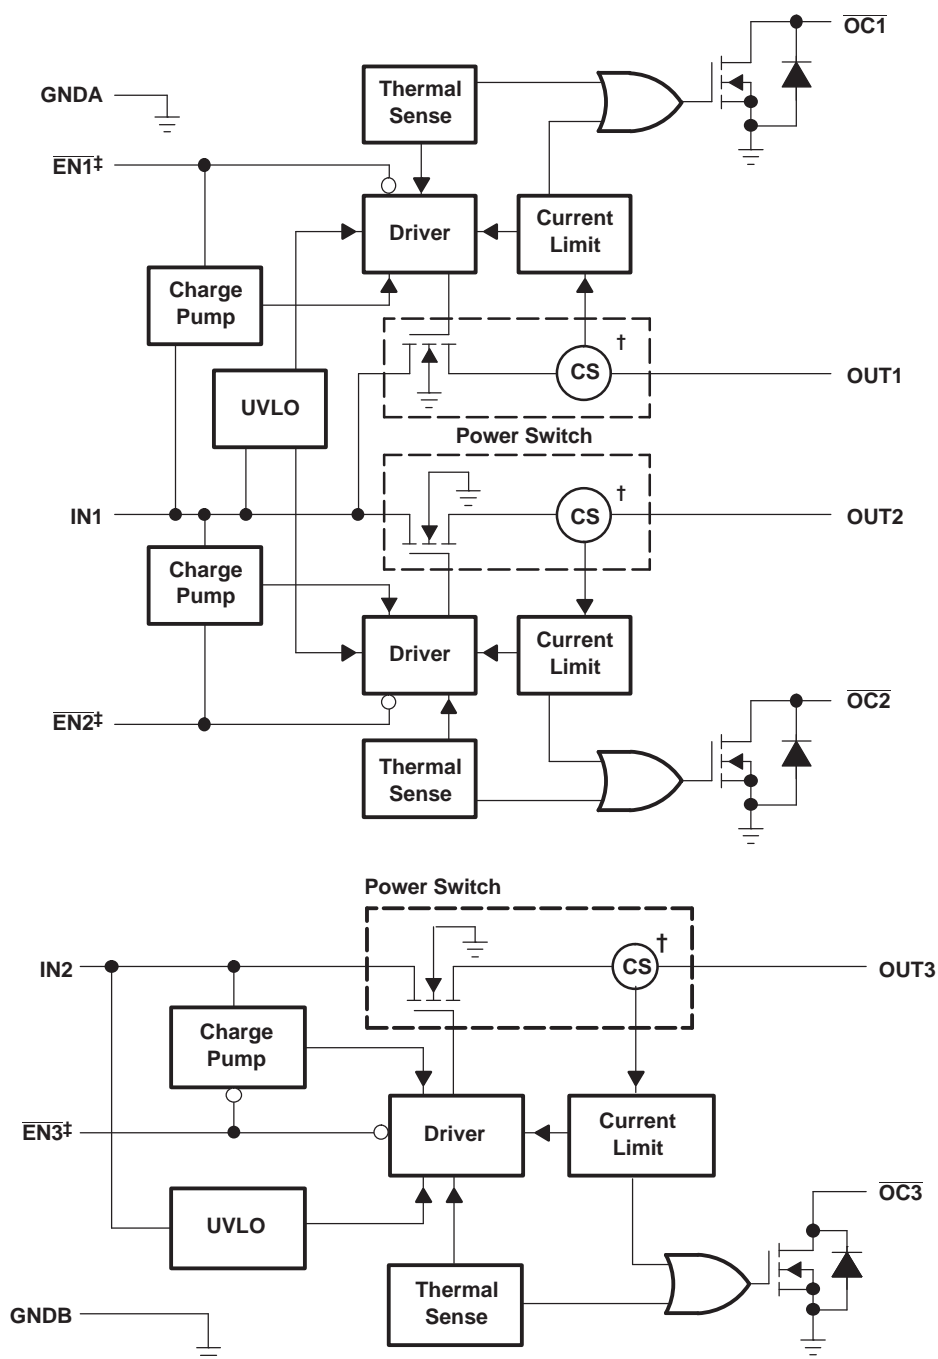 OC1
GNDA
Thermal
Sense
EN1‡
Driver
Current
Limit
Charge
Pump
†
CS
OUT1
UVLO
Power Switch
†
IN1
CS
OUT2
Charge
Pump
Driver
Current
Limit
EN2‡
OC2
Thermal
Sense
Power Switch
†
IN2
CS
OUT3
Charge
Pump
EN3‡
Driver
Current
Limit
OC3
UVLO
Thermal
Sense
GNDB